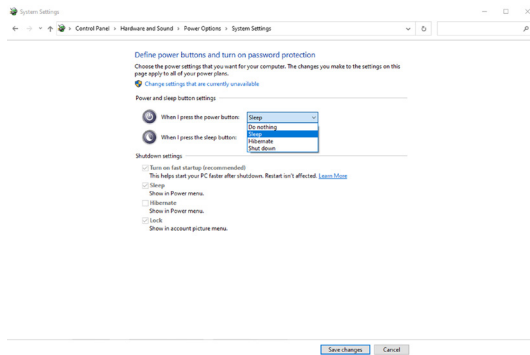 System Settings
Control Panel > Hardware and Sound > Power Options > System Settings
Define power buttons and turn on password protection
Choose the power settings that you want for your computer. The changes you make to the settings on this
page apply to all of your power plans.
Change settings that are currently unavailable
Power and sleep button settings
When I press the power button: Sleep
Do nothing
Sleep
When I press the sleep button: Hibernate
Shut down
Shutdown settings
Turn on fast startup (recommended)
This helps start your PC faster after shutdown. Restart isn't affected. Learn More
Sleep
Show in Power menu.
Hibernate
Show in Power menu.
Lock
Show in account picture menu.
Save changes Cancel